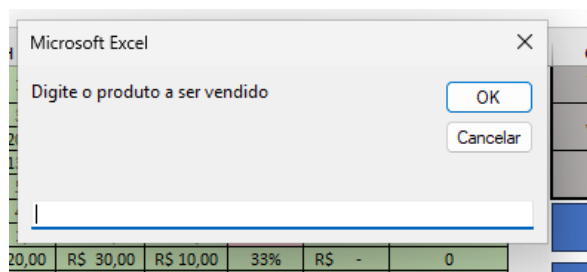 Microsoft Excel
Digite o produto a ser vendido
OK
Cancelar
20,00 R$ 30,00 R$ 10,00 33% R$ - 0